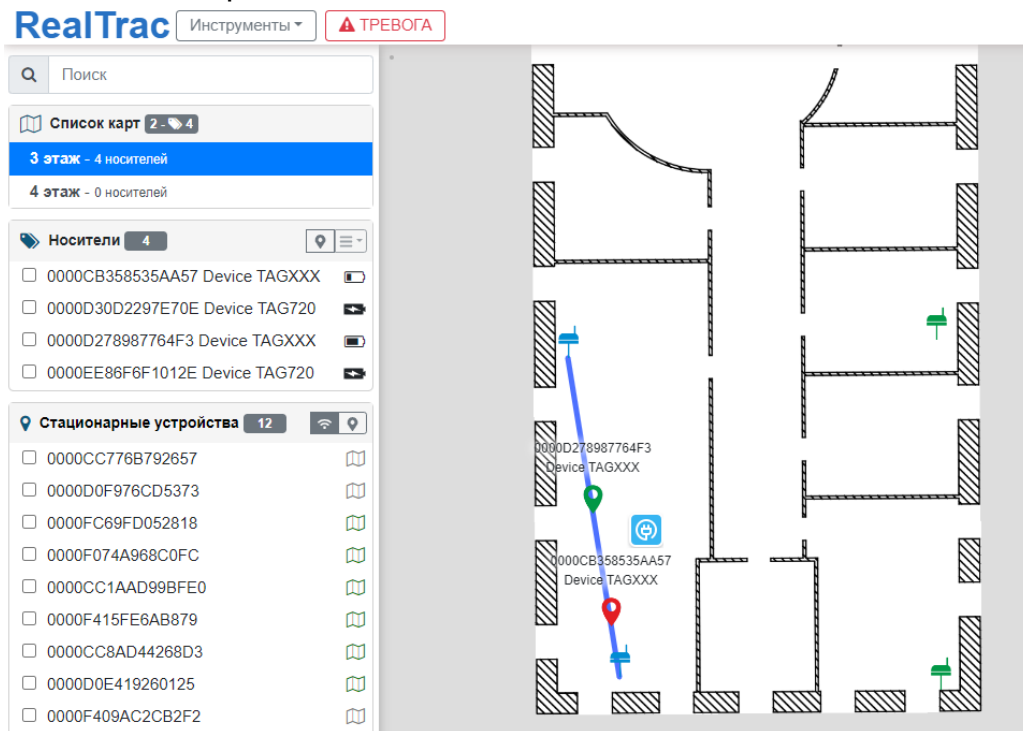 RealTrac Инструменты ТРЕВОГА
Поиск
Список карт 2 - 4
3 этаж - 4 носителей
4 этаж - 0 носителей
Носители 4
0000CB358535AA57 Device TAGXXX
0000D30D2297E70E Device TAG720
0000D278987764F3 Device TAGXXX
0000EE86F6F1012E Device TAG720
Стационарные устройства 12
0000CC776B792657
0000D0F976CD5373
0000FC69FD052818
0000F074A968C0FC
0000CC1AAD99BFE0
0000F415FE6AB879
0000CC8AD44268D3
0000D0E419260125
0000F409AC2CB2F2
0000D278987764F3
Device TAGXXX
0000CB358535AA57
Device TAGXXX